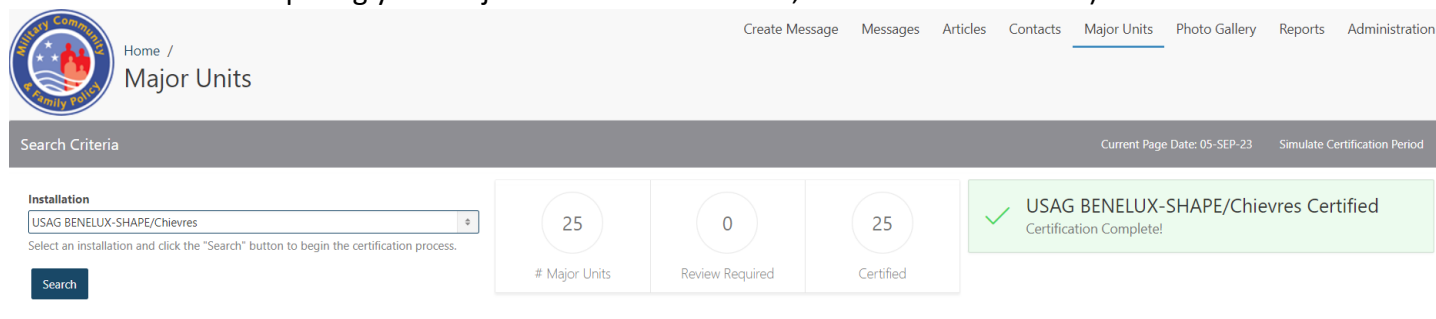 Create Message Messages Articles Contacts Major Units Photo Gallery Reports Administration
Military Community
& Family Policy
Home /
Major Units
Search Criteria
Current Page Date: 05-SEP-23 Simulate Certification Period
Installation
USAG BENELUX-SHAPE/Chievres
Select an installation and click the "Search" button to begin the certification process.
Search
25 0 25
# Major Units Review Required Certified
USAG BENELUX-SHAPE/Chievres Certified
Certification Complete!